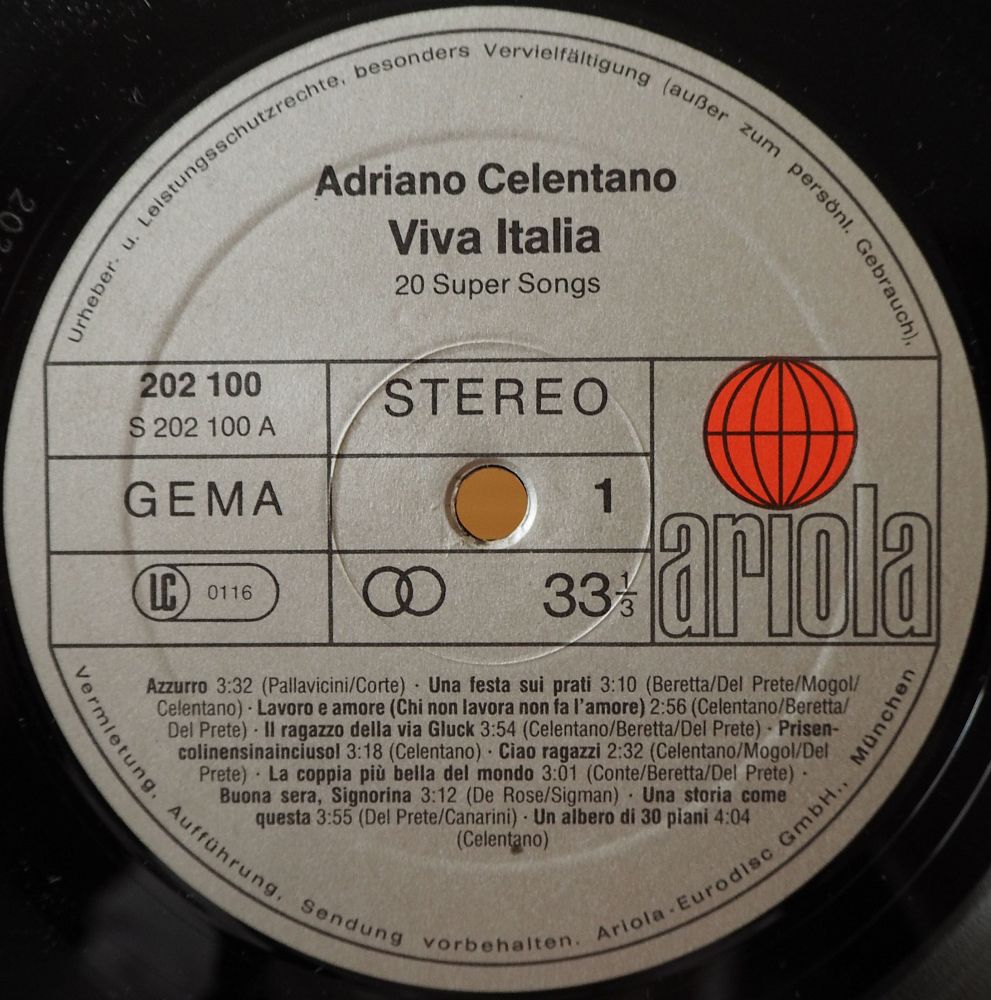 Urheber- u. Leistungsschutzrechte, besonders Vervielfältigung (außer zum persönl. Gebrauch),
Adriano Celentano
Viva Italia
20 Super Songs
202 100
S 202 100 A
STEREO
GEMA
1
LC 0116
33 1/3
ariola
Azzurro 3:32 (Pallavicini/Corte) · Una festa sui prati 3:10 (Beretta/Del Prete/Mogol/
Celentano) · Lavoro e amore (Chi non lavora non fa l'amore) 2:56 (Celentano/Beretta/
Del Prete) · Il ragazzo della via Gluck 3:54 (Celentano/Beretta/Del Prete) · Prisen-
colinensinainciusol 3:18 (Celentano) · Ciao ragazzi 2:32 (Celentano/Mogol/Del
Prete) · La coppia più bella del mondo 3:01 (Conte/Beretta/Del Prete) ·
Buona sera, Signorina 3:12 (De Rose/Sigman) · Una storia come
questa 3:55 (Del Prete/Canarini) · Un albero di 30 piani 4:04
(Celentano)
Vermietung, Aufführung, Sendung vorbehalten. Ariola-Eurodisc GmbH., München